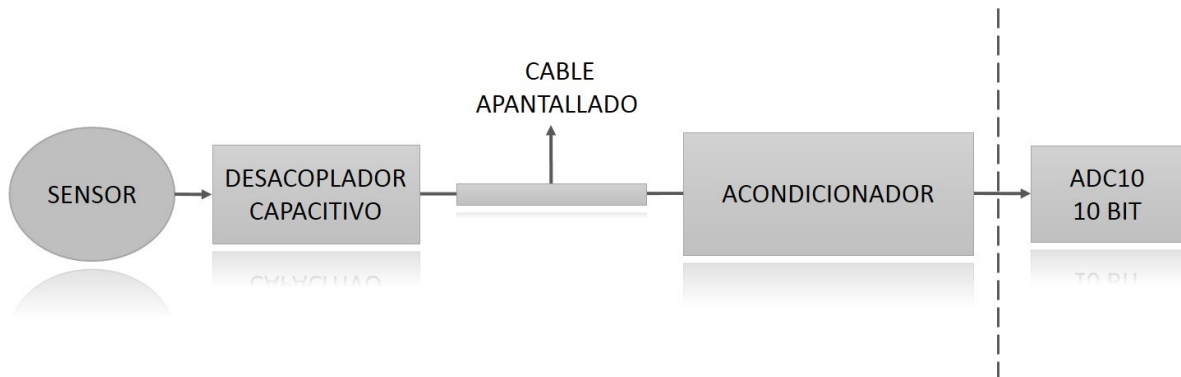 CABLE
APANTALLADO
SENSOR
DESACOPLADOR
CAPACITIVO
ACONDICIONADOR
ADC10
10 BIT